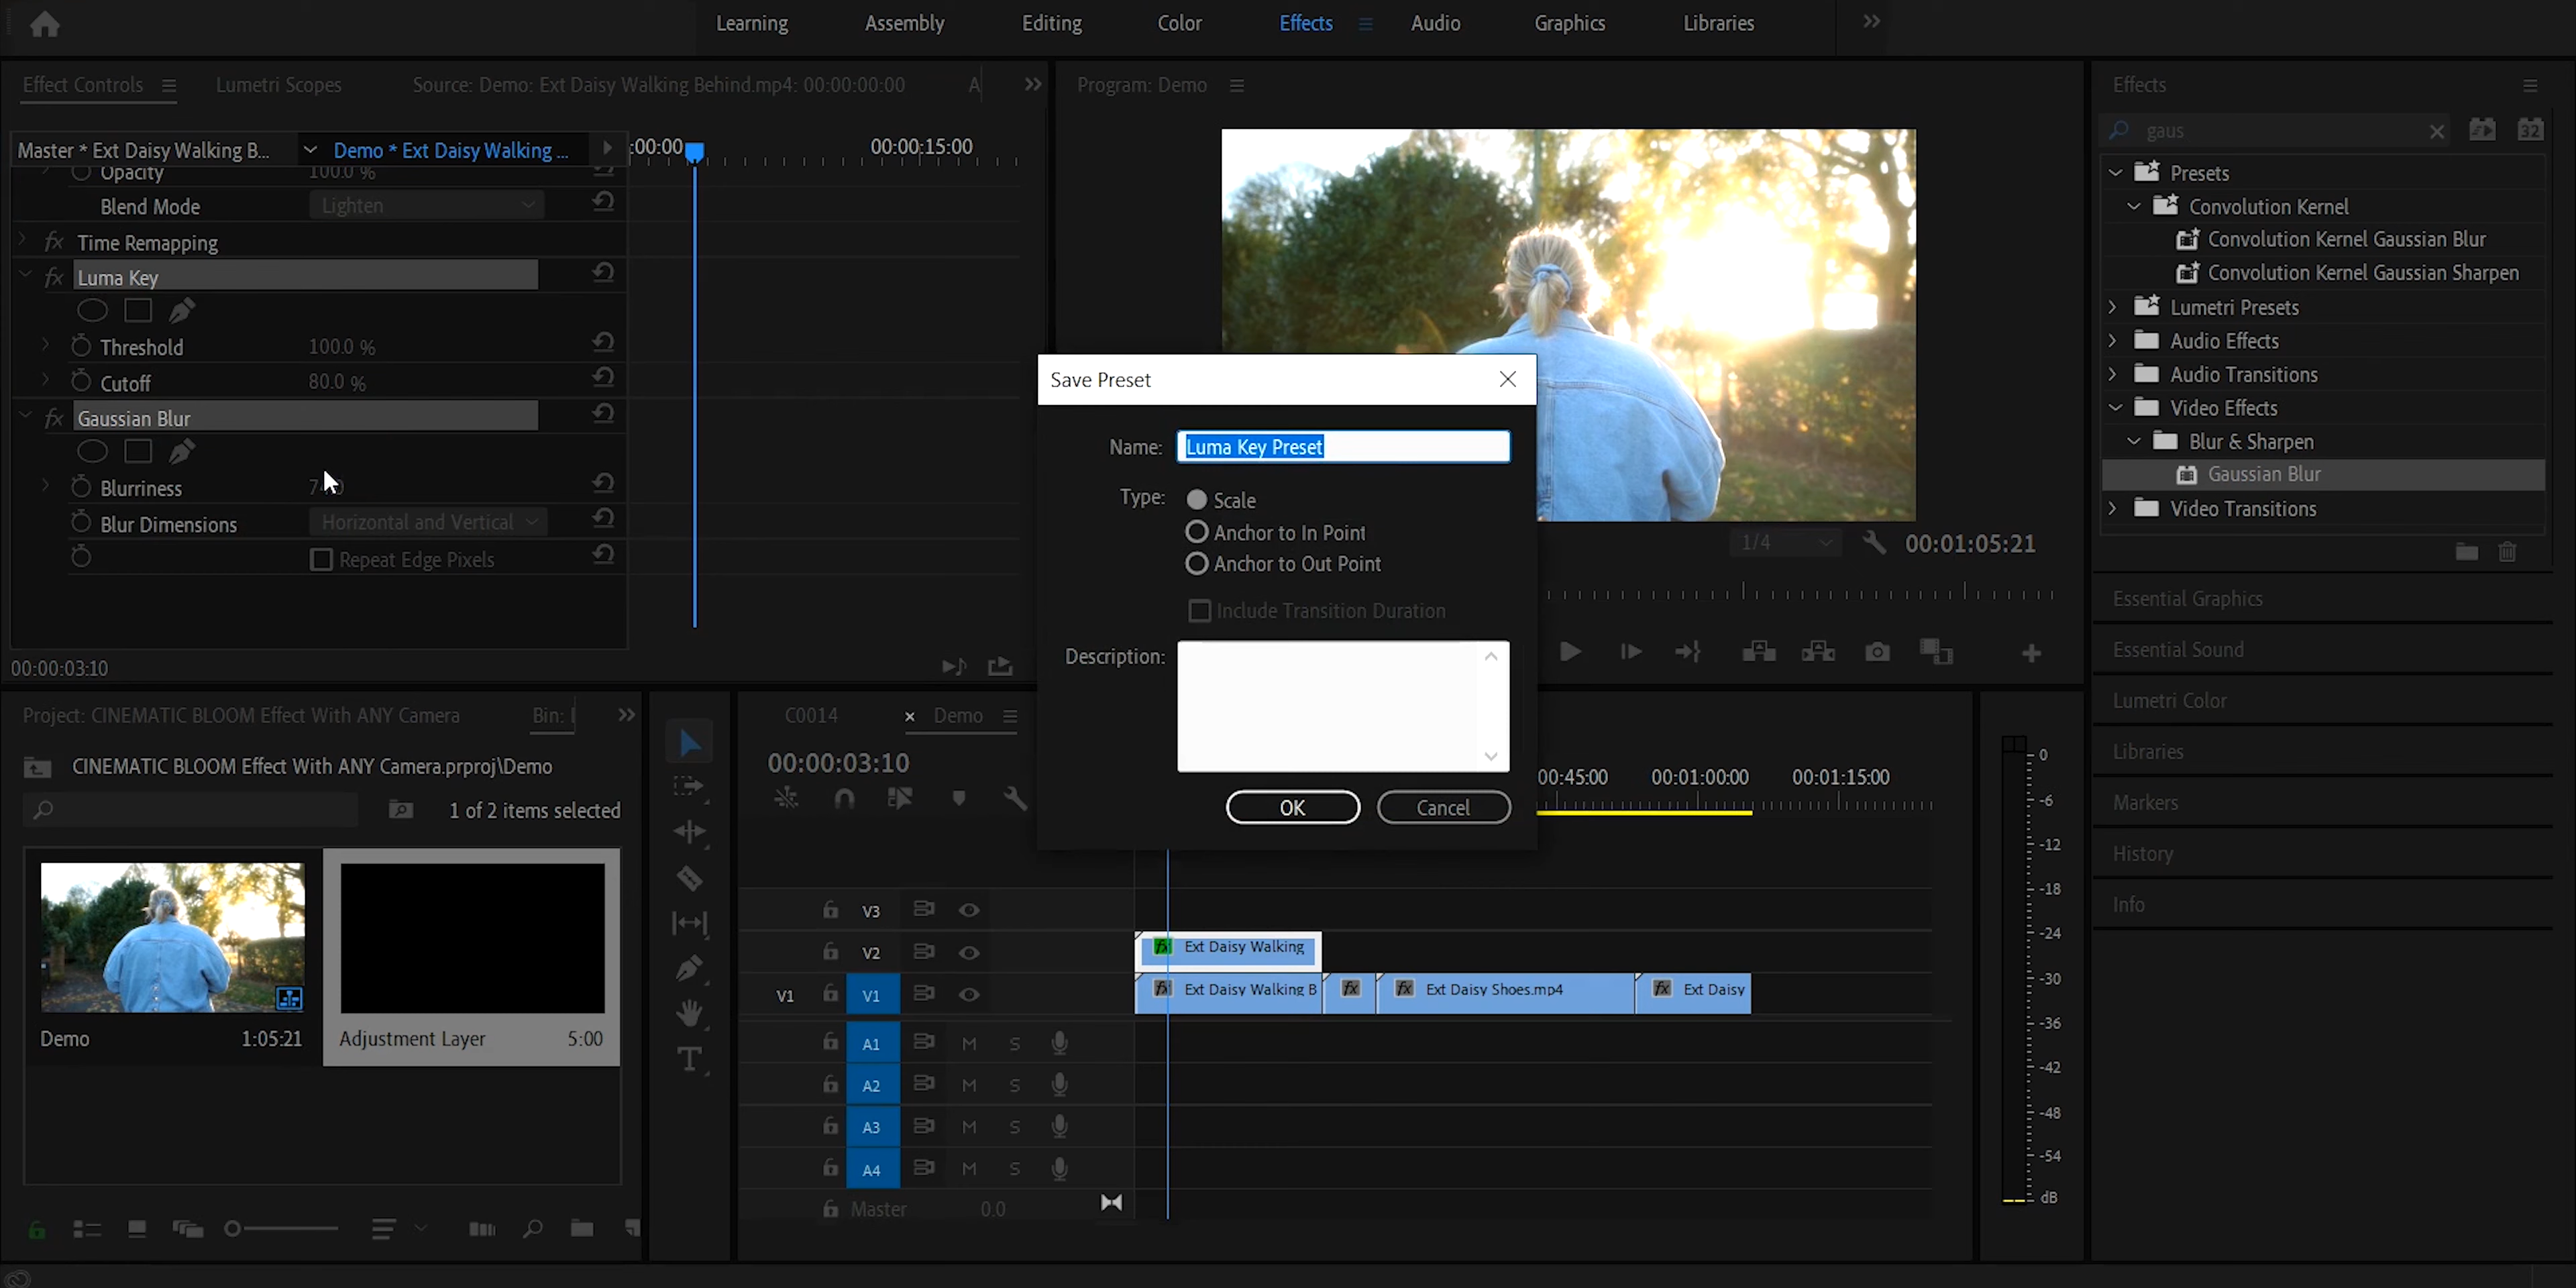 Learning Assembly Editing Color Effects Audio Graphics Libraries
Effect Controls Lumetri Scopes Source: Demo: Ext Daisy Walking Behind.mp4: 00:00:00:00 A
Master * Ext Daisy Walking B... Demo * Ext Daisy Walking ...
:00:00 00:00:15:00
Opacity 100.0 %
Blend Mode Lighten
fx Time Remapping
fx Luma Key
Threshold 100.0 %
Cutoff 80.0 %
fx Gaussian Blur
Blurriness
Blur Dimensions Horizontal and Vertical
Repeat Edge Pixels
00:00:03:10
Program: Demo
1/4 00:01:05:21
Save Preset
Name: Luma Key Preset
Type: Scale
Anchor to In Point
Anchor to Out Point
Include Transition Duration
Description:
OK Cancel
Effects
gaus
32
Presets
Convolution Kernel
Convolution Kernel Gaussian Blur
Convolution Kernel Gaussian Sharpen
Lumetri Presets
Audio Effects
Audio Transitions
Video Effects
Blur & Sharpen
Gaussian Blur
Video Transitions
Essential Graphics
Essential Sound
Lumetri Color
Libraries
Markers
History
Info
Project: CINEMATIC BLOOM Effect With ANY Camera Bin:
CINEMATIC BLOOM Effect With ANY Camera.prproj\Demo
1 of 2 items selected
Demo 1:05:21
Adjustment Layer 5:00
C0014 × Demo
00:00:03:10
00:45:00 00:01:00:00 00:01:15:00
V3
V2 fx Ext Daisy Walking
V1 V1 fx Ext Daisy Walking B fx fx Ext Daisy Shoes.mp4 fx Ext Daisy
A1 M S
A2 M S
A3 M S
A4 M S
Master 0.0
T
0
-6
-12
-18
-24
-30
-36
-42
-48
-54
dB